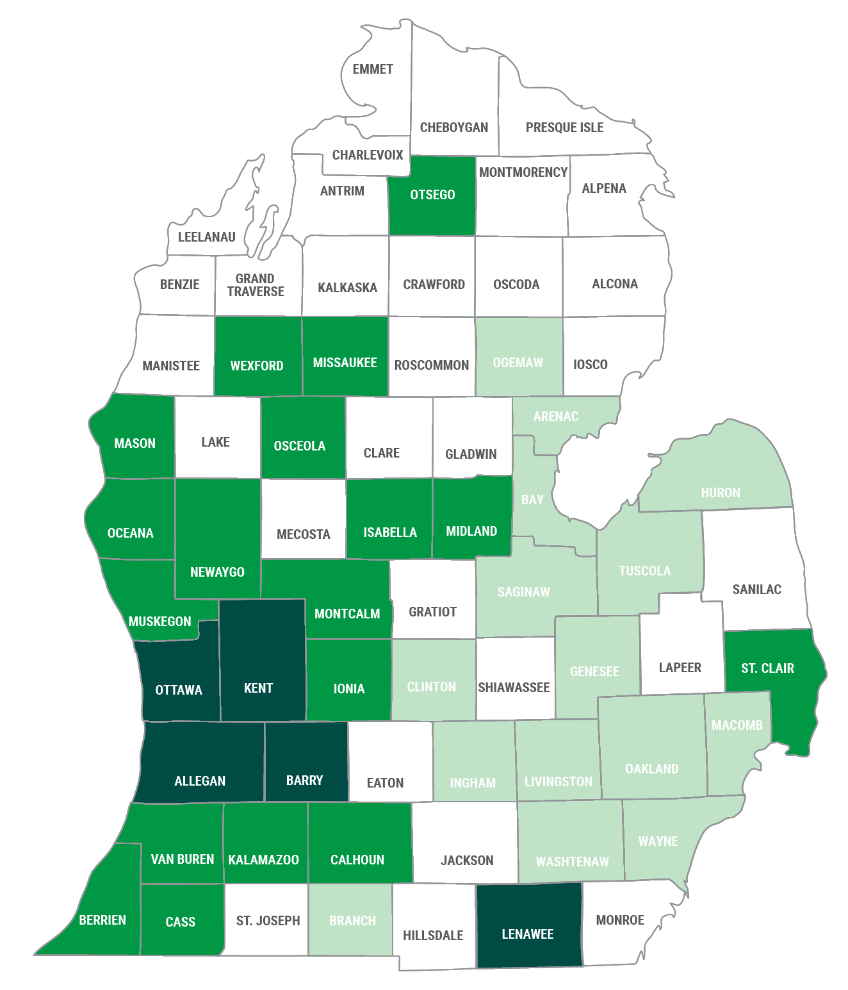 EMMET
CHEBOYGAN
PRESQUE ISLE
CHARLEVOIX
ANTRIM
OTSEGO
MONTMORENCY
ALPENA
LEELANAU
BENZIE
GRAND
TRAVERSE
KALKASKA
CRAWFORD
OSCODA
ALCONA
MANISTEE
WEXFORD
MISSAUKEE
ROSCOMMON
OGEMAW
IOSCO
MASON
LAKE
OSCEOLA
CLARE
GLADWIN
ARENAC
OCEANA
NEWAYGO
MECOSTA
ISABELLA
MIDLAND
BAY
HURON
MUSKEGON
MONTCALM
GRATIOT
SAGINAW
TUSCOLA
SANILAC
OTTAWA
KENT
IONIA
CLINTON
SHIAWASSEE
GENESEE
LAPEER
ST. CLAIR
ALLEGAN
BARRY
EATON
INGHAM
LIVINGSTON
OAKLAND
MACOMB
VAN BUREN
KALAMAZOO
CALHOUN
JACKSON
WASHTENAW
WAYNE
BERRIEN
CASS
ST. JOSEPH
BRANCH
HILLSDALE
LENAWEE
MONROE